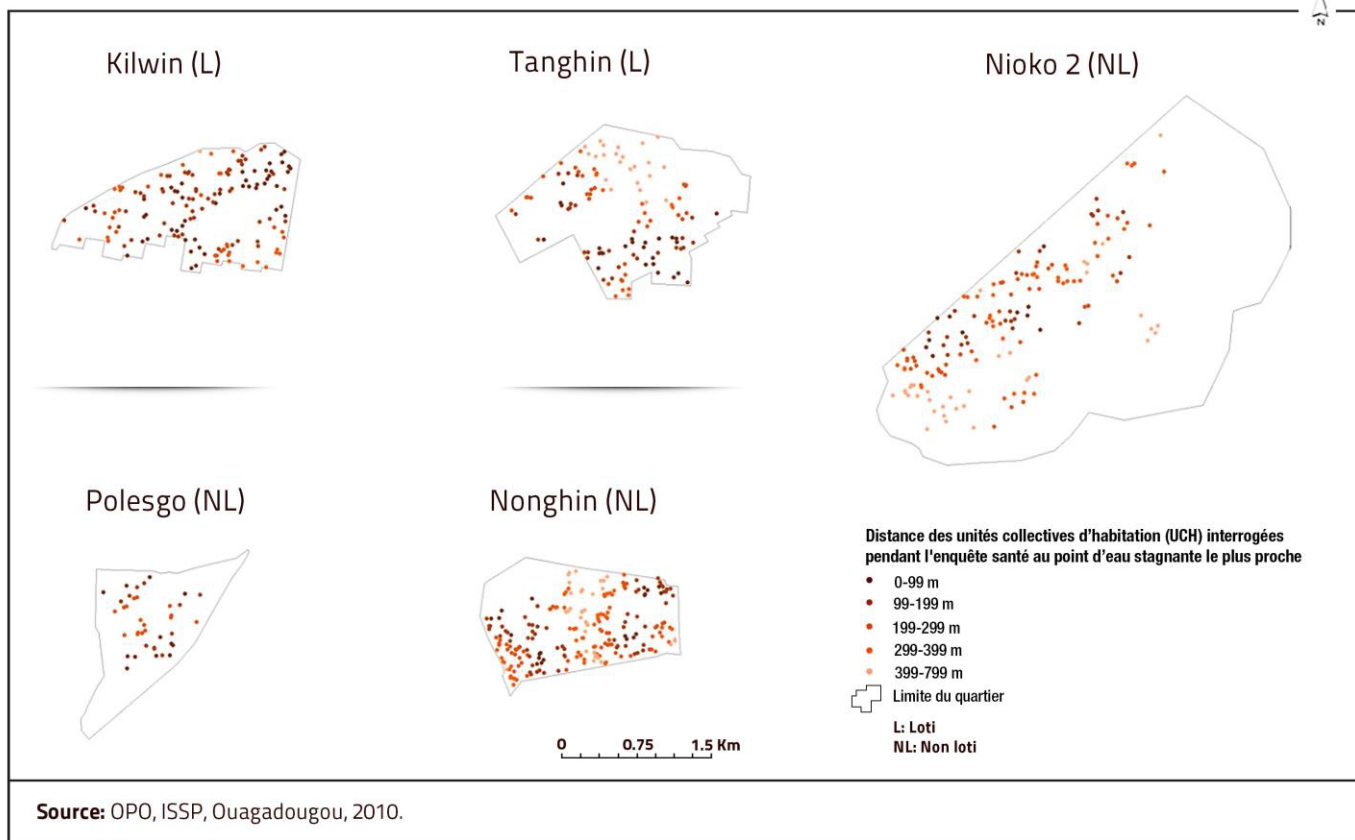 N
Kilwin (L)
Tanghin (L)
Nioko 2 (NL)
Polesgo (NL)
Nonghin (NL)
Distance des unités collectives d'habitation (UCH) interrogées
pendant l'enquête santé au point d'eau stagnante le plus proche
0-99 m
99-199 m
199-299 m
299-399 m
399-799 m
Limite du quartier
L: Loti
NL: Non loti
0 0.75 1.5 Km
Source: OPO, ISSP, Ouagadougou, 2010.